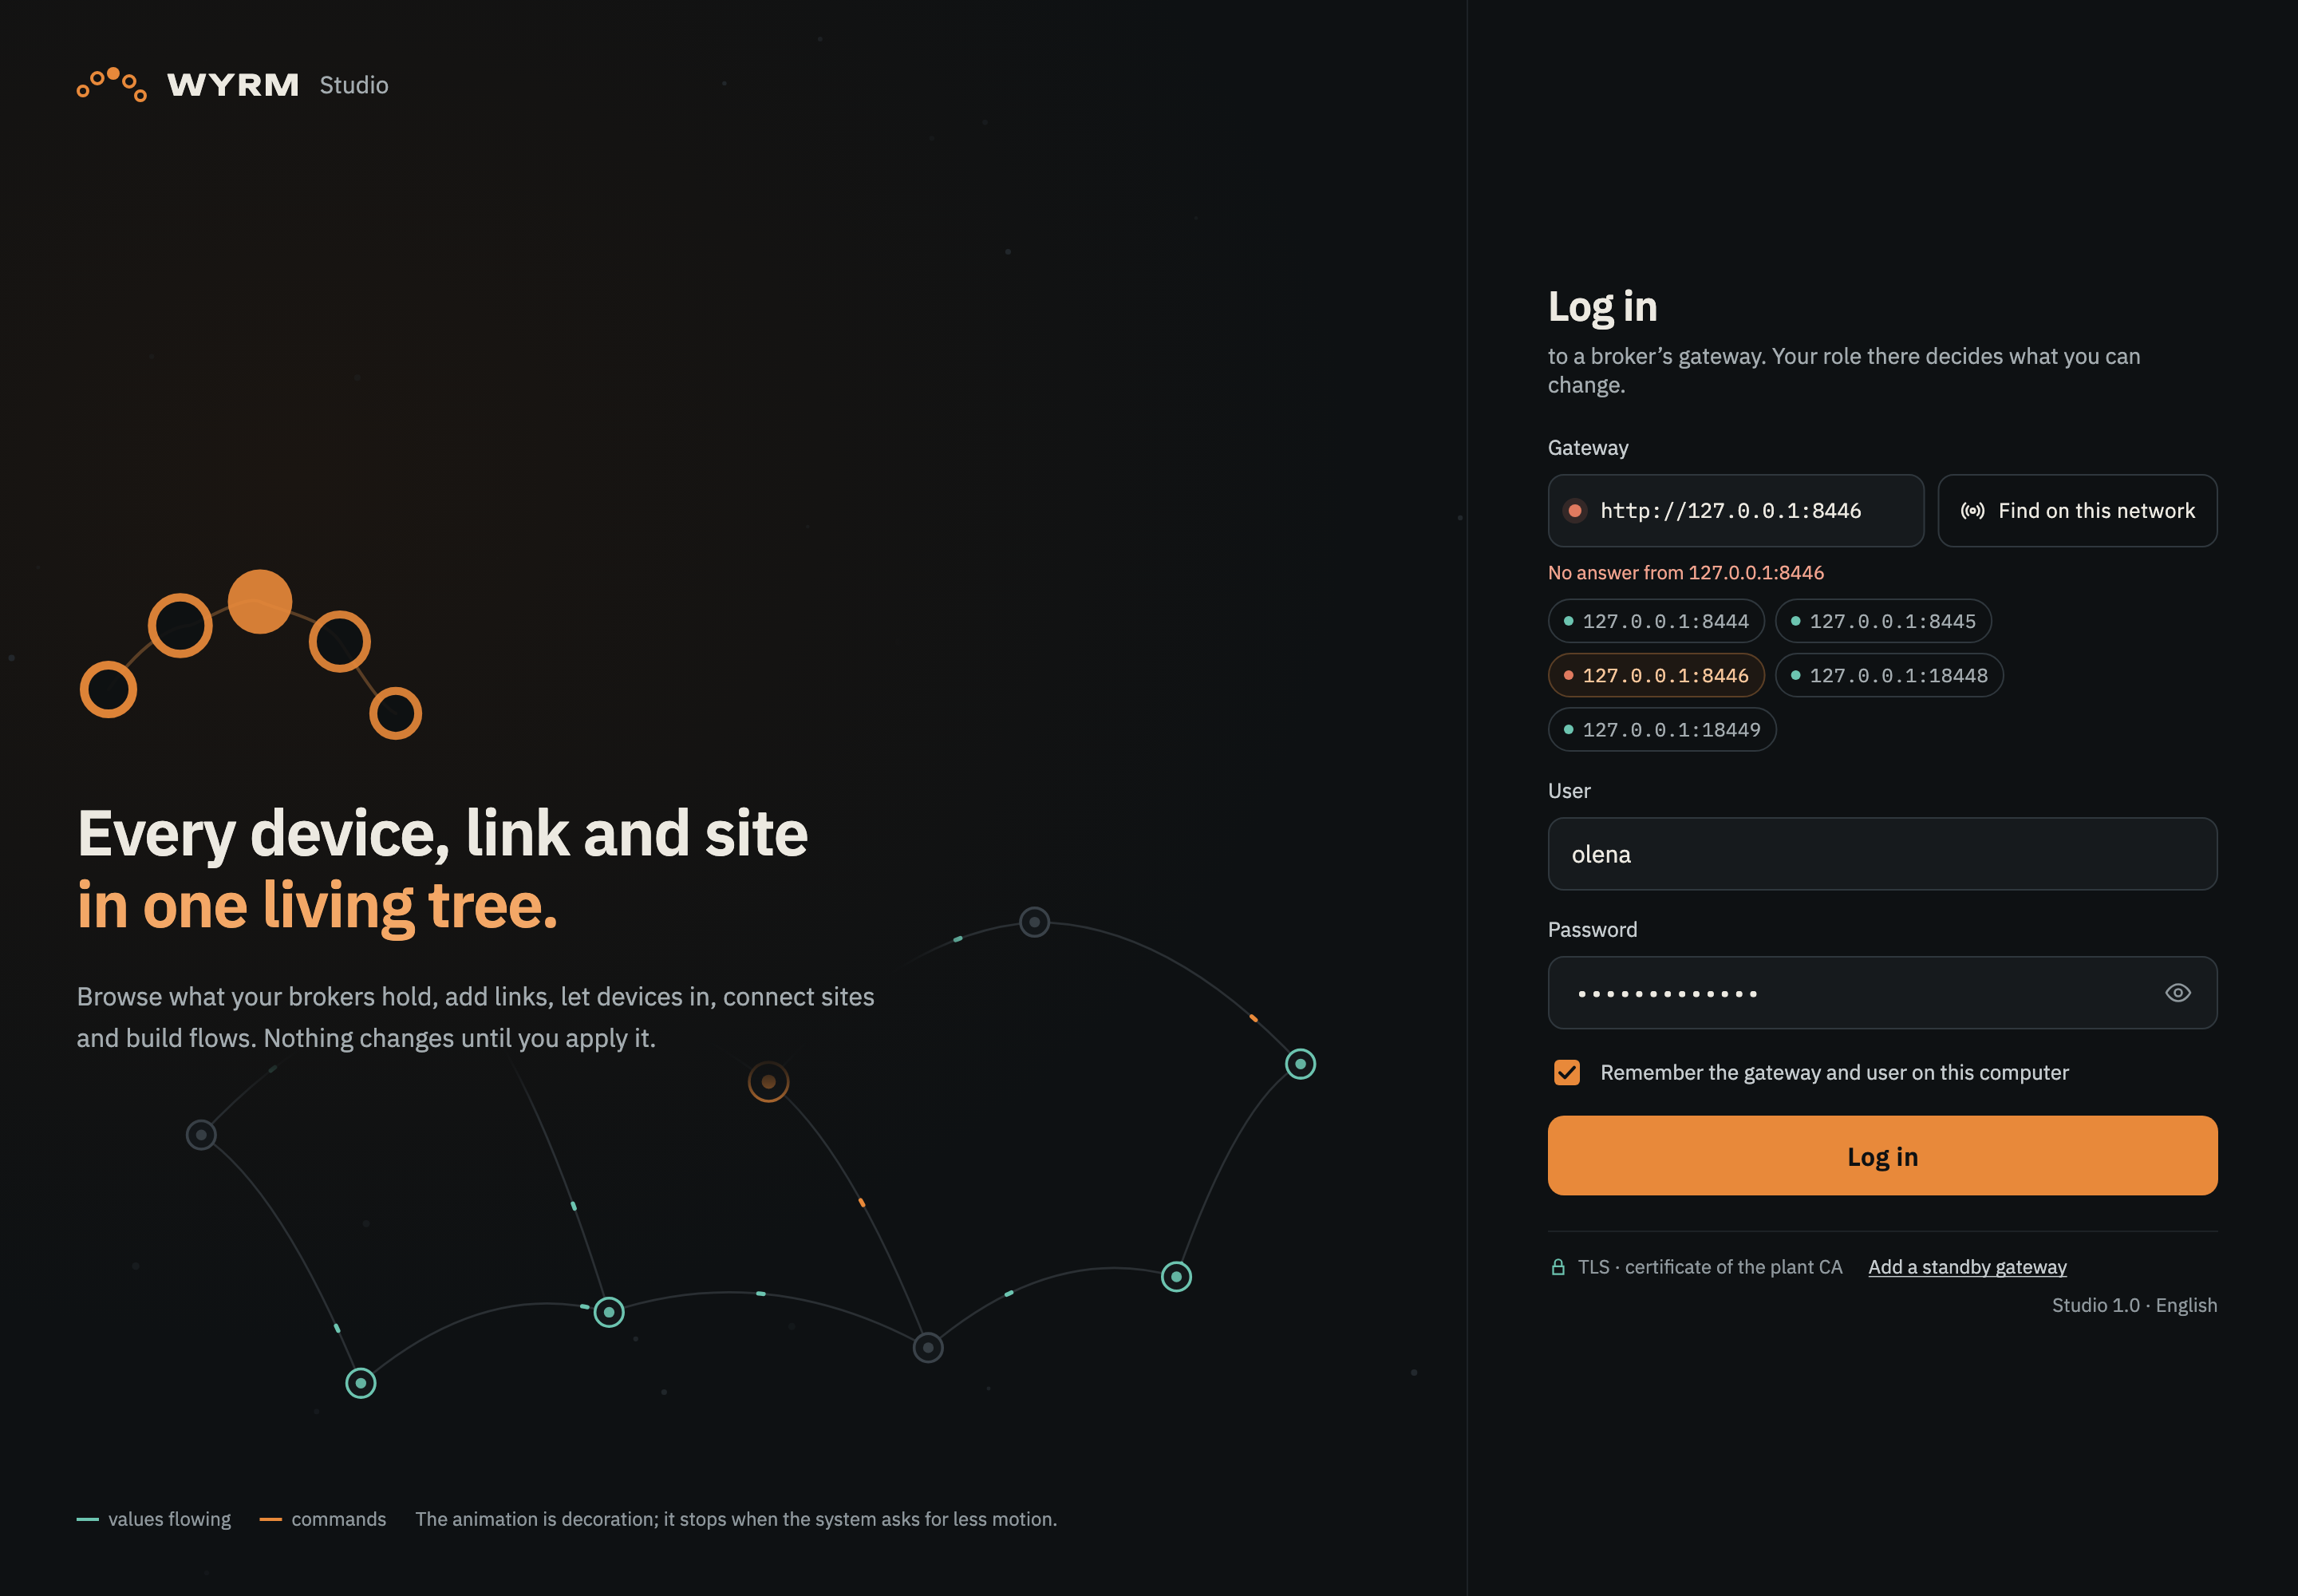 WYRM Studio
Every device, link and site
in one living tree.
Browse what your brokers hold, add links, let devices in, connect sites
and build flows. Nothing changes until you apply it.
values flowing commands The animation is decoration; it stops when the system asks for less motion.
Log in
to a broker’s gateway. Your role there decides what you can
change.
Gateway
http://127.0.0.1:8446 Find on this network
No answer from 127.0.0.1:8446
127.0.0.1:8444 127.0.0.1:8445
127.0.0.1:8446 127.0.0.1:18448
127.0.0.1:18449
User
olena
Password
Remember the gateway and user on this computer
Log in
TLS · certificate of the plant CA Add a standby gateway
Studio 1.0 · English